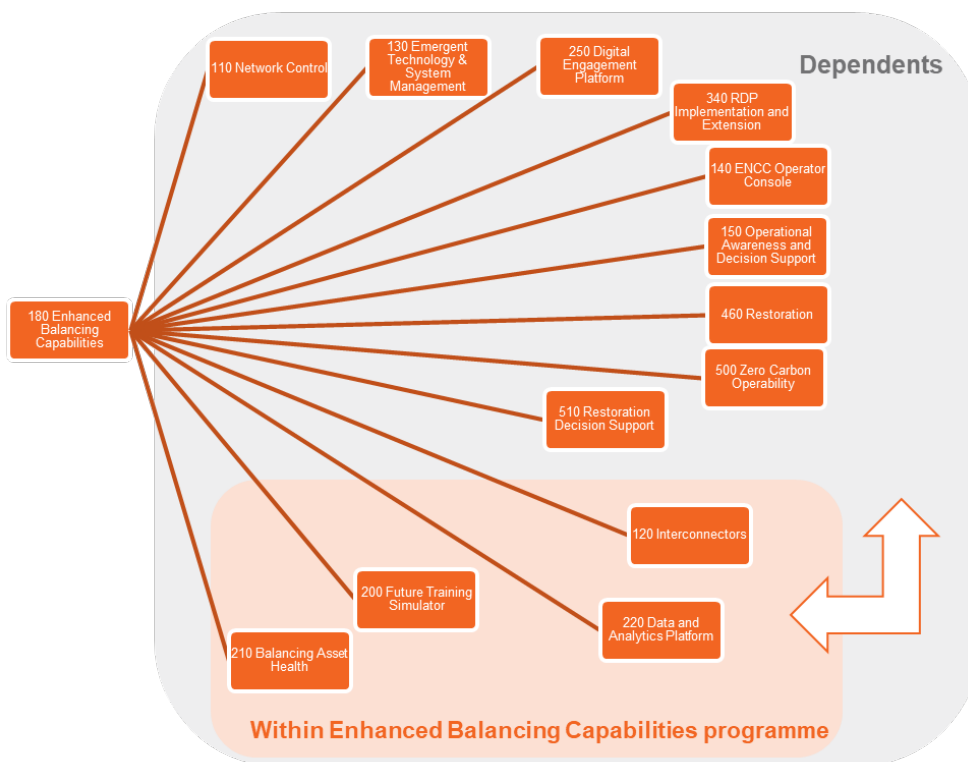 110 Network Control
130 Emergent
Technology &
System
Management
250 Digital
Engagement
Platform
Dependents
340 RDP
Implementation and
Extension
140 ENCC Operator
Console
150 Operational
Awareness and
Decision Support
180 Enhanced
Balancing
Capabilities
460 Restoration
500 Zero Carbon
Operability
510 Restoration
Decision Support
120 Interconnectors
200 Future Training
Simulator
220 Data and
Analytics Platform
210 Balancing Asset
Health
Within Enhanced Balancing Capabilities programme